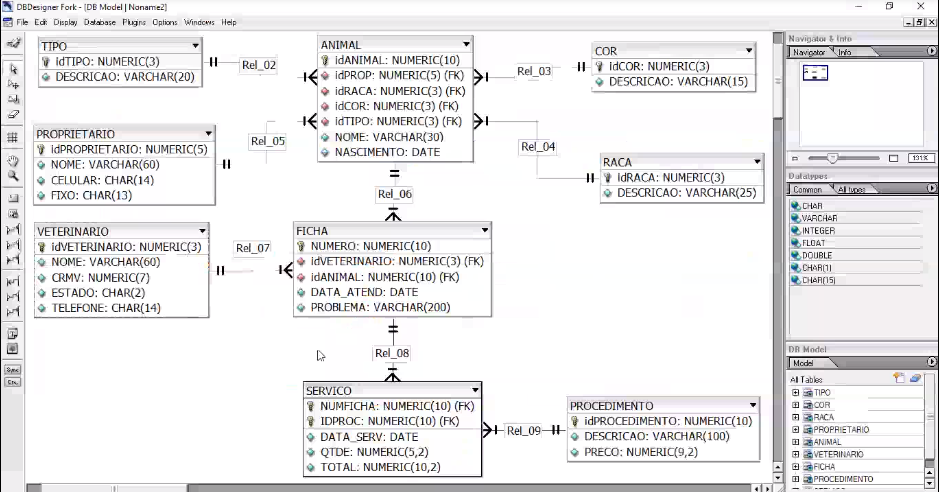 DBDesigner Fork - [DB Model | Noname2]
File Edit Display Database Plugins Options Windows Help
TIPO
idTIPO: NUMERIC(3)
DESCRICAO: VARCHAR(20)
Rel_02
ANIMAL
idANIMAL: NUMERIC(10)
idPROP: NUMERIC(5) (FK)
idRACA: NUMERIC(3) (FK)
idCOR: NUMERIC(3) (FK)
idTIPO: NUMERIC(3) (FK)
NOME: VARCHAR(30)
NASCIMENTO: DATE
Rel_03
COR
idCOR: NUMERIC(3)
DESCRICAO: VARCHAR(15)
PROPRIETARIO
idPROPRIETARIO: NUMERIC(5)
NOME: VARCHAR(60)
CELULAR: CHAR(14)
FIXO: CHAR(13)
Rel_05
Rel_04
RACA
idRACA: NUMERIC(3)
DESCRICAO: VARCHAR(25)
Rel_06
VETERINARIO
idVETERINARIO: NUMERIC(3)
NOME: VARCHAR(60)
CRMV: NUMERIC(7)
ESTADO: CHAR(2)
TELEFONE: CHAR(14)
Rel_07
FICHA
NUMERO: NUMERIC(10)
idVETERINARIO: NUMERIC(3) (FK)
idANIMAL: NUMERIC(10) (FK)
DATA_ATEND: DATE
PROBLEMA: VARCHAR(200)
Rel_08
SERVICO
NUMFICHA: NUMERIC(10) (FK)
IDPROC: NUMERIC(10) (FK)
DATA_SERV: DATE
QTDE: NUMERIC(5,2)
TOTAL: NUMERIC(10,2)
Rel_09
PROCEDIMENTO
idPROCEDIMENTO: NUMERIC(10)
DESCRICAO: VARCHAR(100)
PRECO: NUMERIC(9,2)
Navigator & Info
Navigator Info
131%
Datatypes
Common All types
CHAR
VARCHAR
INTEGER
FLOAT
DOUBLE
CHAR(1)
CHAR(15)
DB Model
Model
All Tables
TIPO
COR
RACA
PROPRIETARIO
ANIMAL
VETERINARIO
FICHA
PROCEDIMENTO
Sync